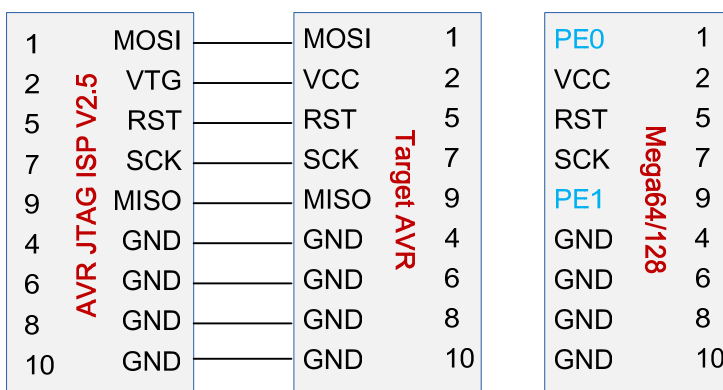 1 MOSI MOSI 1 PE0 1
2 VTG VCC 2 VCC 2
5 RST RST 5 RST 5
7 SCK SCK 7 SCK 7
9 MISO MISO 9 PE1 9
4 GND GND 4 GND 4
6 GND GND 6 GND 6
8 GND GND 8 GND 8
10 GND GND 10 GND 10
AVR JTAG ISP V2.5
Target AVR
Mega64/128